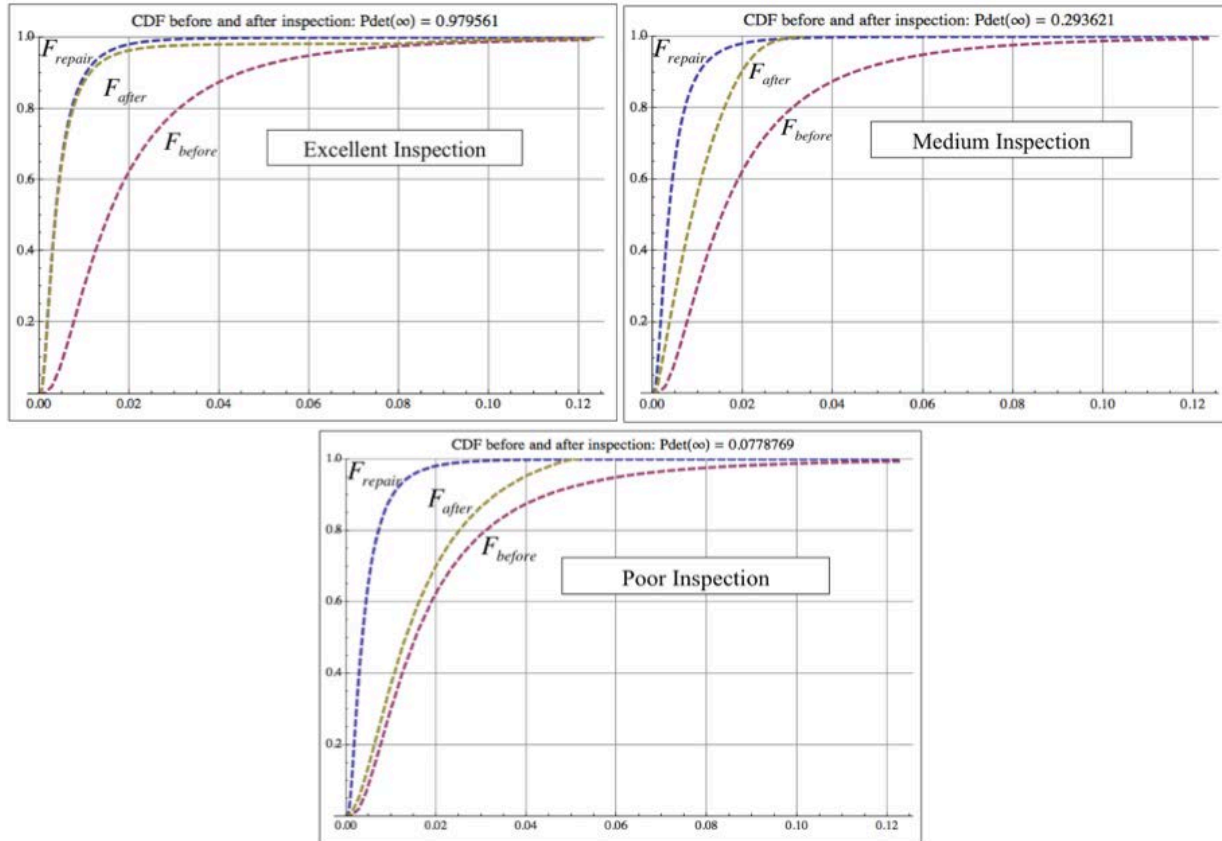 CDF before and after inspection: Pdet(∞) = 0.979561
1.0
F_repair
F_after
0.8
F_before
Excellent Inspection
0.6
0.4
0.2
0.00 0.02 0.04 0.06 0.08 0.10 0.12
CDF before and after inspection: Pdet(∞) = 0.293621
1.0
F_repair
F_after
0.8
F_before
Medium Inspection
0.6
0.4
0.2
0.00 0.02 0.04 0.06 0.08 0.10 0.12
CDF before and after inspection: Pdet(∞) = 0.0778769
1.0
F_repair
F_after
0.8
F_before
Poor Inspection
0.6
0.4
0.2
0.00 0.02 0.04 0.06 0.08 0.10 0.12